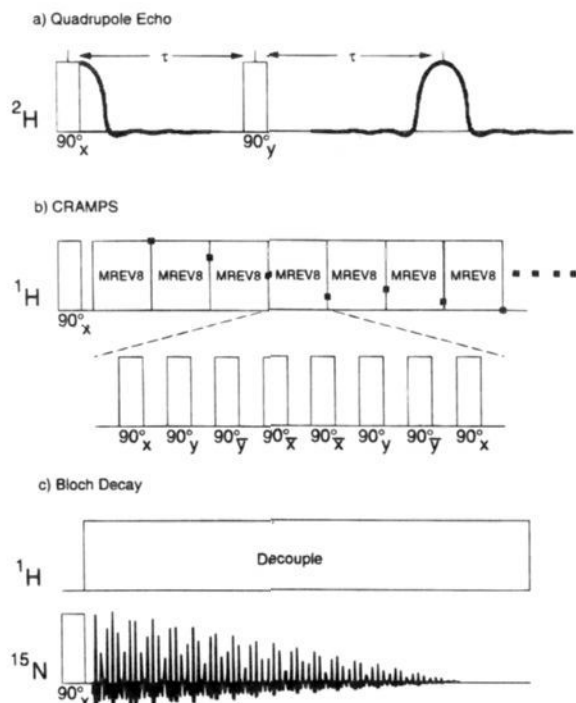 a) Quadrupole Echo
τ τ
²H
90°x 90°y
b) CRAMPS
MREV8 MREV8 MREV8 MREV8 MREV8 MREV8 MREV8
¹H
90°x
90°x 90°y 90°y̅ 90°x̅ 90°x̅ 90°y 90°y̅ 90°x
c) Bloch Decay
¹H
Decouple
¹⁵N
90°x